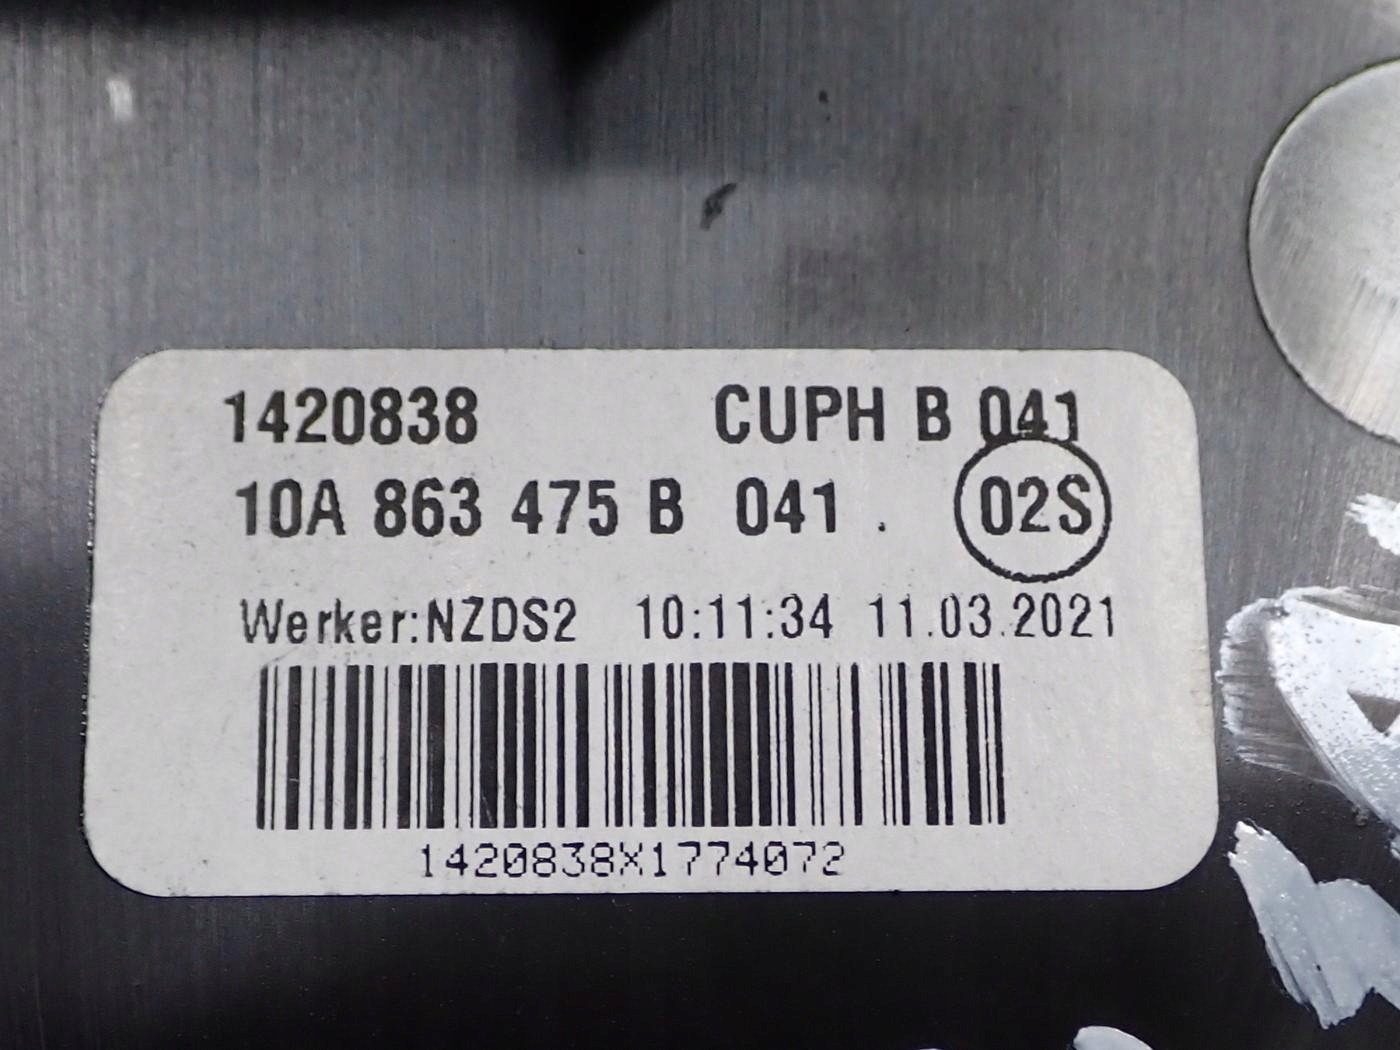 1420838 CUPH B 041
10A 863 475 B 041 . 02S
Werker:NZDS2 10:11:34 11.03.2021
1420838X1774072